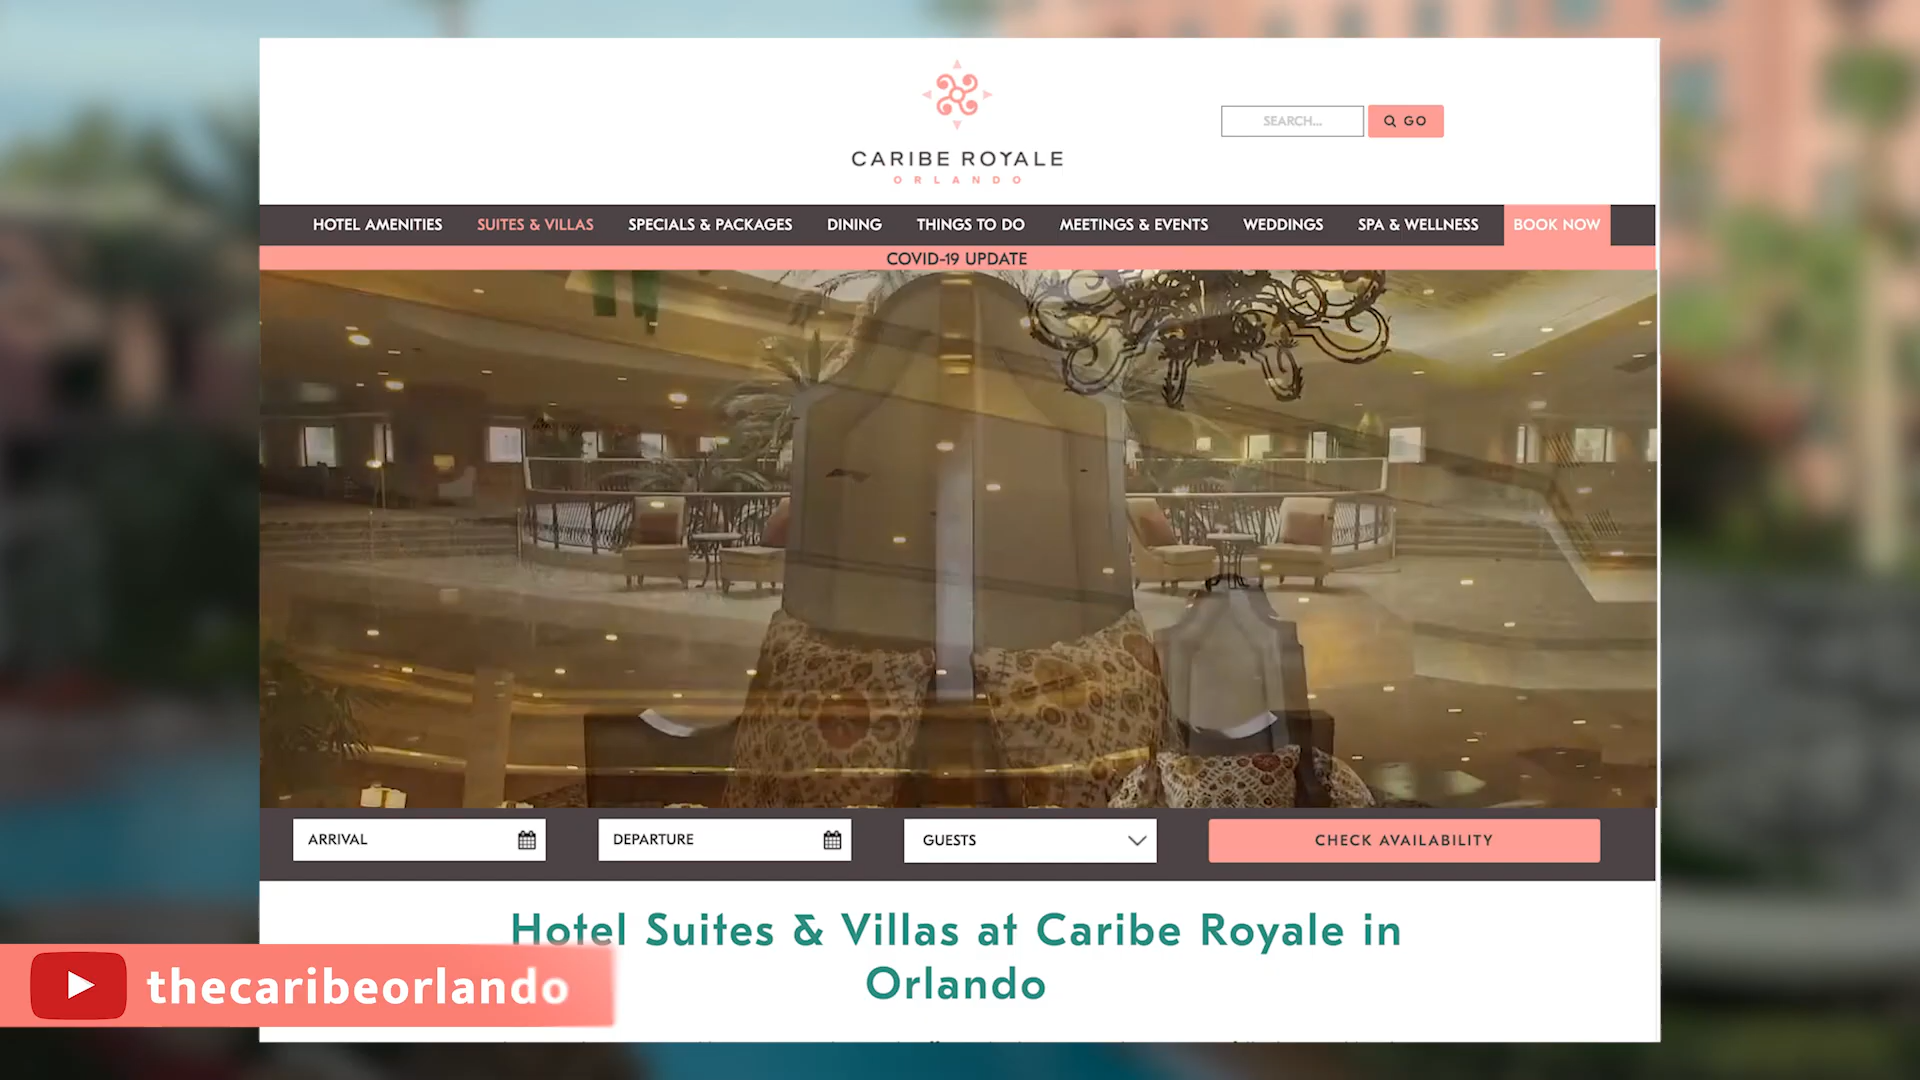 CARIBE ROYALE
ORLANDO
SEARCH...
GO
HOTEL AMENITIES SUITES & VILLAS SPECIALS & PACKAGES DINING THINGS TO DO MEETINGS & EVENTS WEDDINGS SPA & WELLNESS BOOK NOW
COVID-19 UPDATE
ARRIVAL DEPARTURE GUESTS CHECK AVAILABILITY
Hotel Suites & Villas at Caribe Royale in
Orlando
thecaribeorlando